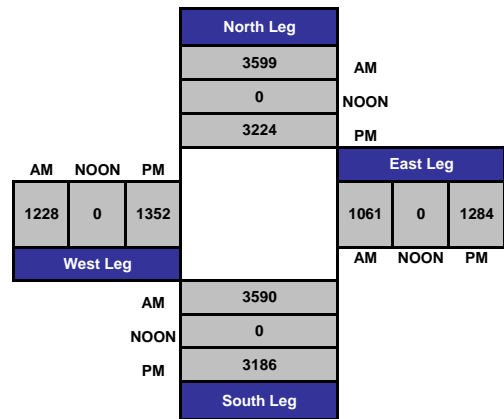 North Leg
3599 AM
0 NOON
3224 PM
AM NOON PM
East Leg
1228 0 1352
1061 0 1284
West Leg
AM NOON PM
AM 3590
NOON 0
PM 3186
South Leg